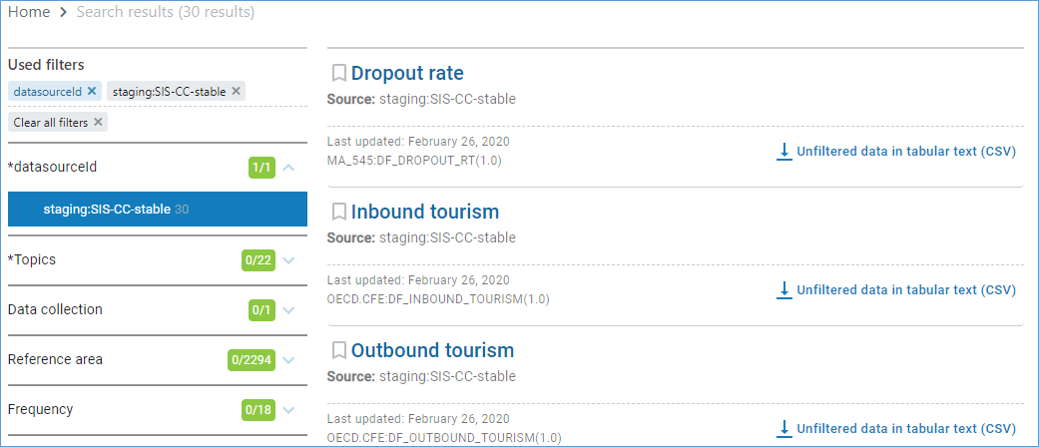 Home > Search results (30 results)
Used filters
datasourceId ×
staging:SIS-CC-stable ×
Clear all filters ×
*datasourceId 1/1
staging:SIS-CC-stable 30
*Topics 0/22
Data collection 0/1
Reference area 0/2294
Frequency 0/18
Dropout rate
Source: staging:SIS-CC-stable
Last updated: February 26, 2020
MA_545:DF_DROPOUT_RT(1.0)
Unfiltered data in tabular text (CSV)
Inbound tourism
Source: staging:SIS-CC-stable
Last updated: February 26, 2020
OECD.CFE:DF_INBOUND_TOURISM(1.0)
Unfiltered data in tabular text (CSV)
Outbound tourism
Source: staging:SIS-CC-stable
Last updated: February 26, 2020
OECD.CFE:DF_OUTBOUND_TOURISM(1.0)
Unfiltered data in tabular text (CSV)